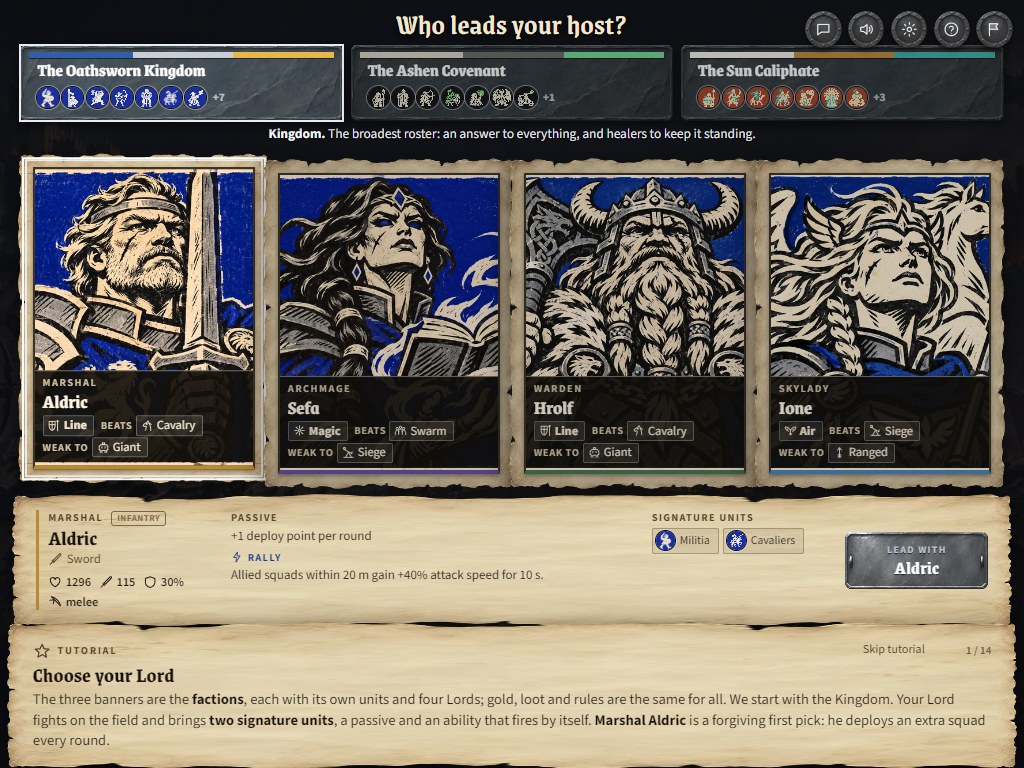 Who leads your host?
The Oathsworn Kingdom
+7
The Ashen Covenant
+1
The Sun Caliphate
+3
Kingdom. The broadest roster: an answer to everything, and healers to keep it standing.
MARSHAL
Aldric
Line BEATS Cavalry
WEAK TO Giant
ARCHMAGE
Sefa
Magic BEATS Swarm
WEAK TO Siege
WARDEN
Hrolf
Line BEATS Cavalry
WEAK TO Giant
SKYLADY
Ione
Air BEATS Siege
WEAK TO Ranged
MARSHAL INFANTRY
Aldric
Sword
1296 115 30%
melee
PASSIVE
+1 deploy point per round
RALLY
Allied squads within 20 m gain +40% attack speed for 10 s.
SIGNATURE UNITS
Militia Cavaliers
LEAD WITH
Aldric
TUTORIAL
Skip tutorial 1 / 14
Choose your Lord
The three banners are the factions, each with its own units and four Lords; gold, loot and rules are the same for all. We start with the Kingdom. Your Lord
fights on the field and brings two signature units, a passive and an ability that fires by itself. Marshal Aldric is a forgiving first pick: he deploys an extra squad
every round.